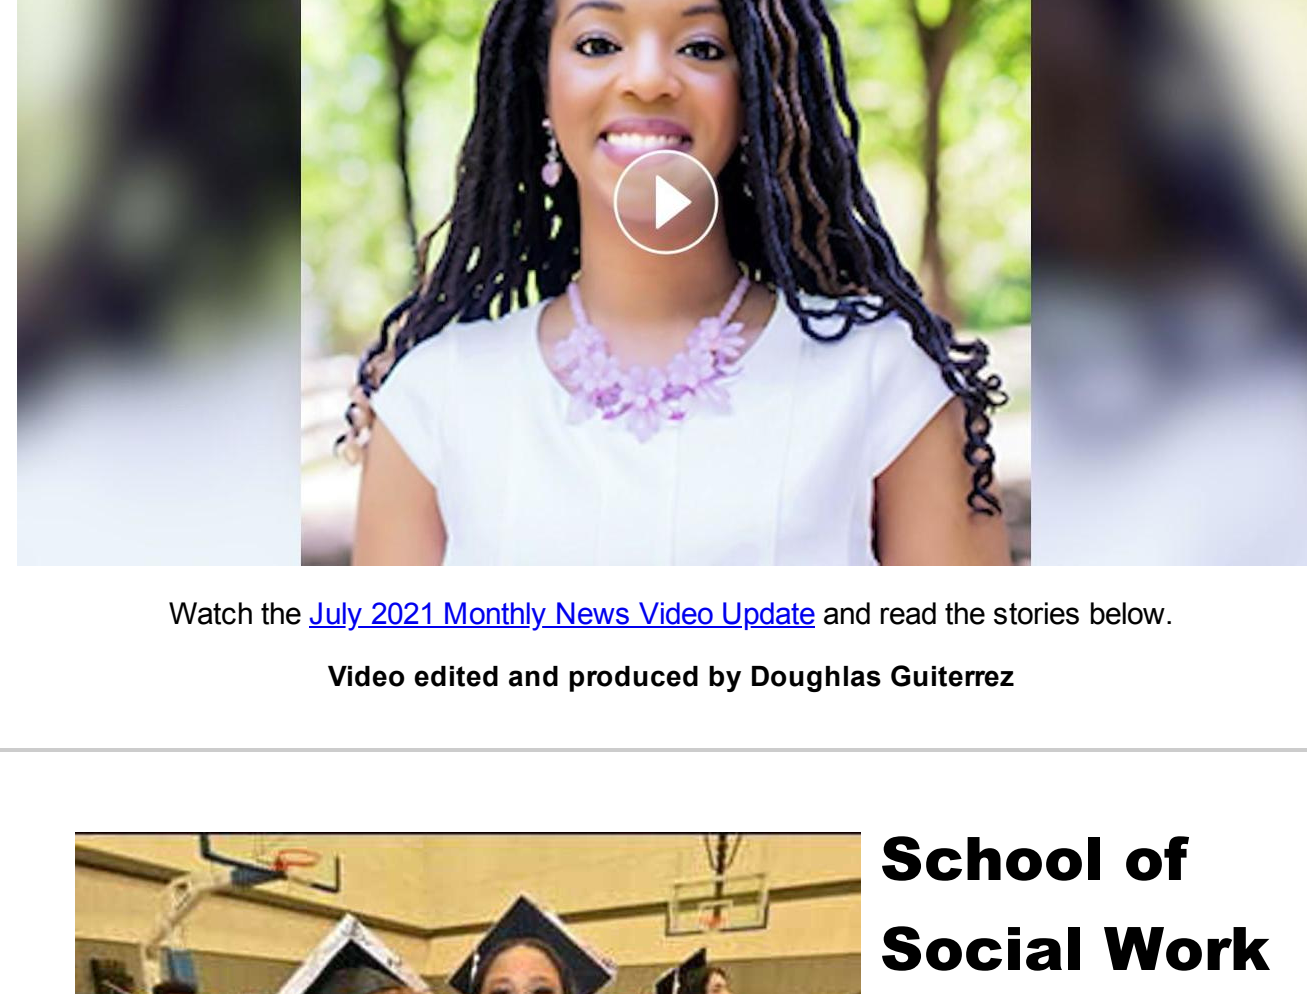 Watch the July 2021 Monthly News Video Update and read the stories below.
Video edited and produced by Doughlas Guiterrez
School of
Social Work